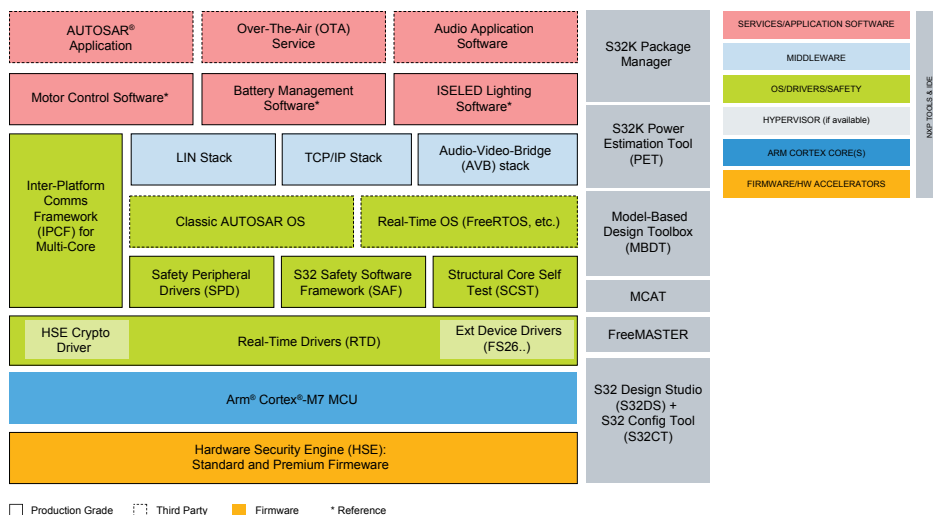 AUTOSAR®
Application
Over-The-Air (OTA)
Service
Audio Application
Software
Motor Control Software*
Battery Management
Software*
ISELED Lighting
Software*
Inter-Platform
Comms
Framework
(IPCF) for
Multi-Core
LIN Stack
TCP/IP Stack
Audio-Video-Bridge
(AVB) stack
Classic AUTOSAR OS
Real-Time OS (FreeRTOS, etc.)
Safety Peripheral
Drivers (SPD)
S32 Safety Software
Framework (SAF)
Structural Core Self
Test (SCST)
HSE Crypto
Driver
Real-Time Drivers (RTD)
Ext Device Drivers
(FS26..)
Arm® Cortex®-M7 MCU
Hardware Security Engine (HSE):
Standard and Premium Firmeware
S32K Package
Manager
S32K Power
Estimation Tool
(PET)
Model-Based
Design Toolbox
(MBDT)
MCAT
FreeMASTER
S32 Design Studio
(S32DS) +
S32 Config Tool
(S32CT)
SERVICES/APPLICATION SOFTWARE
MIDDLEWARE
OS/DRIVERS/SAFETY
HYPERVISOR (if available)
ARM CORTEX CORE(S)
FIRMWARE/HW ACCELERATORS
NXP TOOLS & IDE
Production Grade
Third Party
Firmware
* Reference